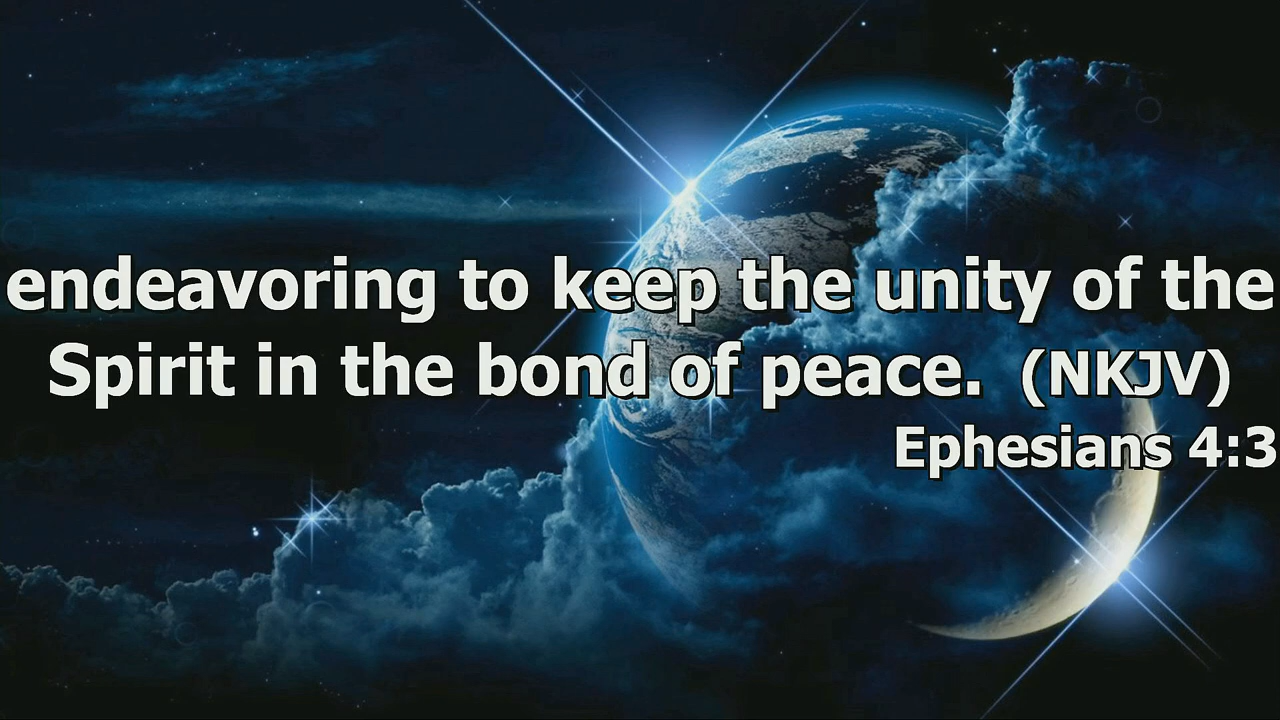 endeavoring to keep the unity of the
Spirit in the bond of peace. (NKJV)
Ephesians 4:3